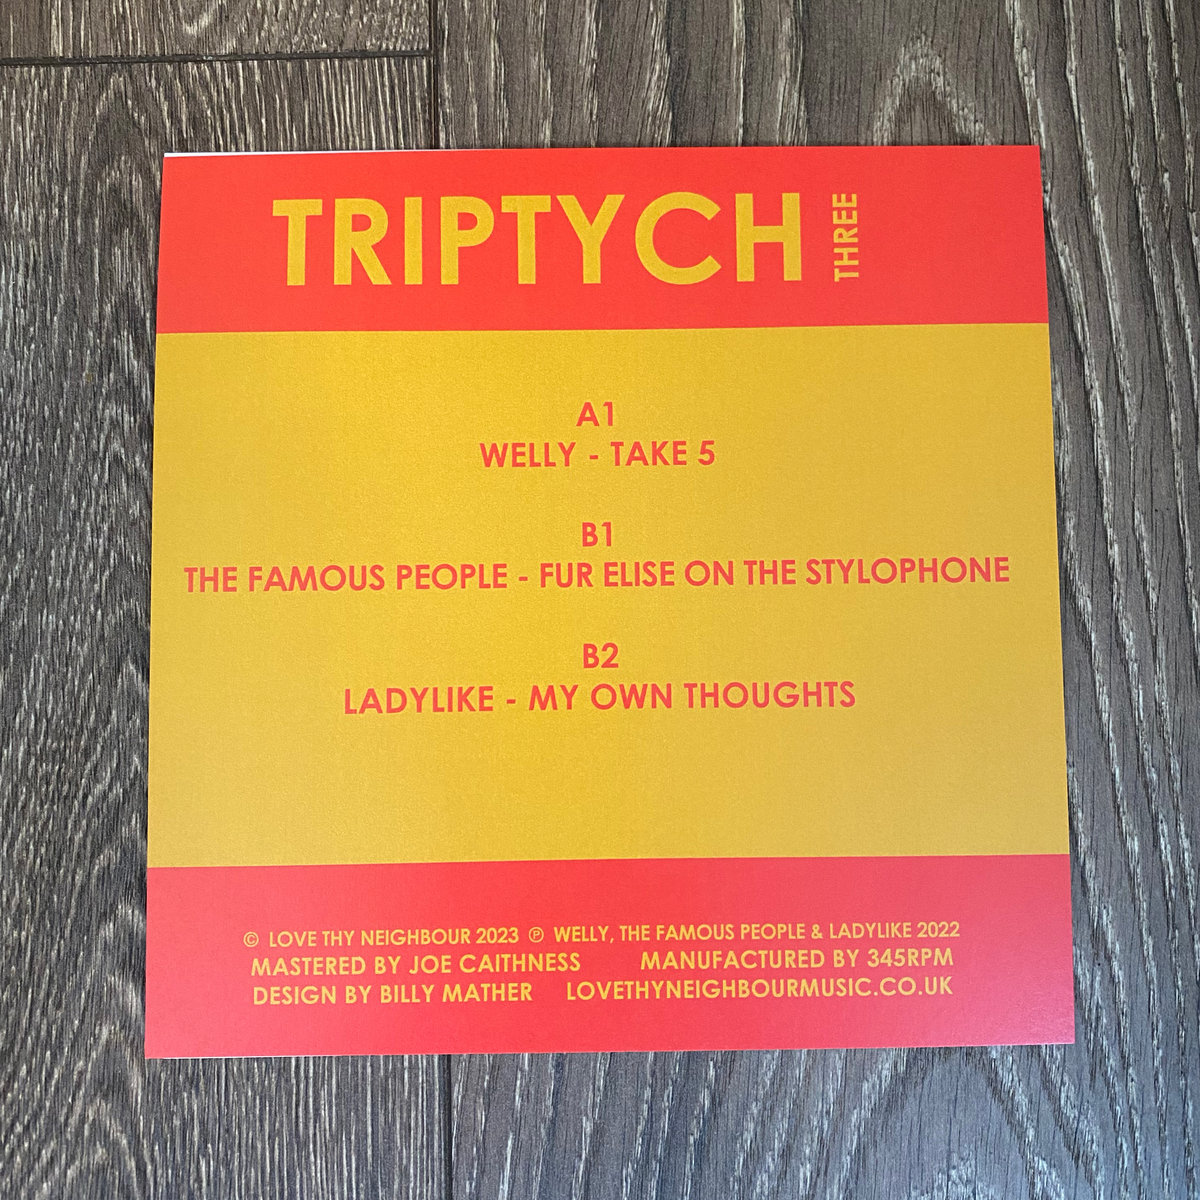 TRIPTYCH THREE
A1
WELLY - TAKE 5
B1
THE FAMOUS PEOPLE - FUR ELISE ON THE STYLOPHONE
B2
LADYLIKE - MY OWN THOUGHTS
© LOVE THY NEIGHBOUR 2023 ℗ WELLY, THE FAMOUS PEOPLE & LADYLIKE 2022
MASTERED BY JOE CAITHNESS MANUFACTURED BY 345RPM
DESIGN BY BILLY MATHER LOVETHYNEIGHBOURMUSIC.CO.UK